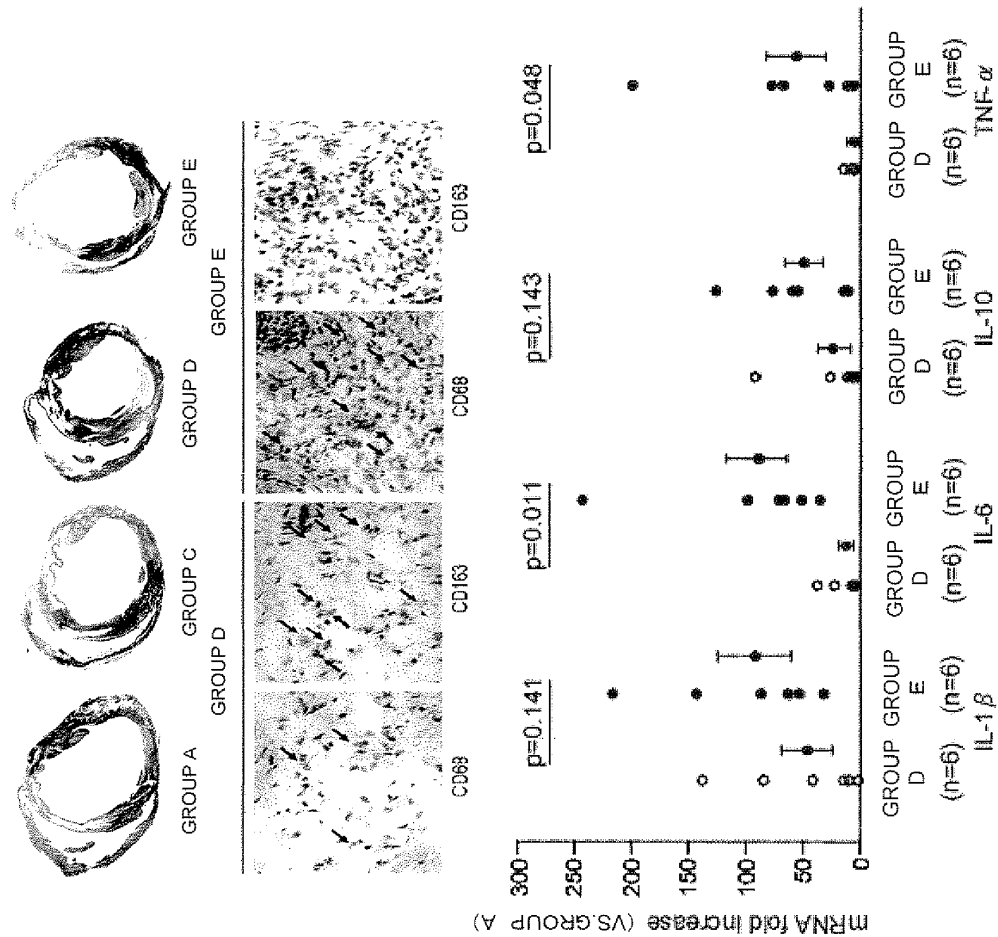 GROUP A
GROUP C
GROUP D
GROUP E
GROUP D
GROUP E
CD68
CD163
CD68
CD163
mRNA fold increase (VS.GROUP A)
300
250
200
150
100
50
0
p=0.141
p=0.011
p=0.143
p=0.048
GROUP GROUP GROUP GROUP GROUP GROUP GROUP GROUP
D E D E D E D E
(n=6) (n=6) (n=6) (n=6) (n=6) (n=6) (n=6) (n=6)
IL-1β IL-6 IL-10 TNF-α